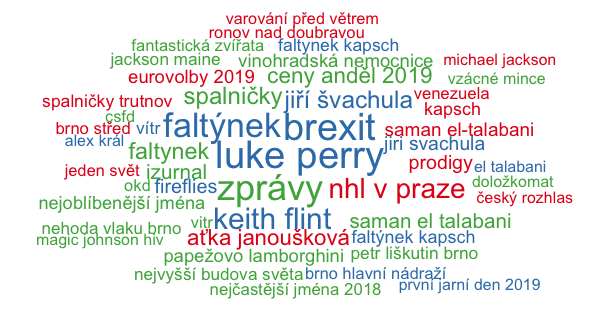 varování před větrem
ronov nad doubravou
fantastická zvířata faltýnek kapsch
jackson maine vinohradská nemocnice michael jackson
eurovolby 2019 ceny anděl 2019 vzácné mince
spalničky trutnov spalničky jiří švachula venezuela
csfd kapsch
brno střed vítr faltýnek brexit saman el-talabani
alex král faltynek luke perry jiri svachula
jeden svět izurnal prodigy el talabani
okd fireflies zprávy nhl v praze doložkomat
nejoblíbenější jména český rozhlas
nehoda vlaku brno vitr keith flint saman el talabani
magic johnson hiv aťka janoušková faltýnek kapsch
papežovo lamborghini petr liškutin brno
nejvyšší budova světa brno hlavní nádraží
nejčastější jména 2018 první jarní den 2019